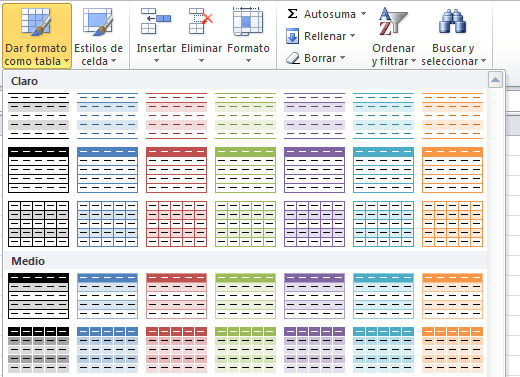 Dar formato
como tabla
Estilos de
celda
Insertar
Eliminar
Formato
Σ Autosuma
Rellenar
Borrar
Ordenar
y filtrar
Buscar y
seleccionar
Claro
Medio